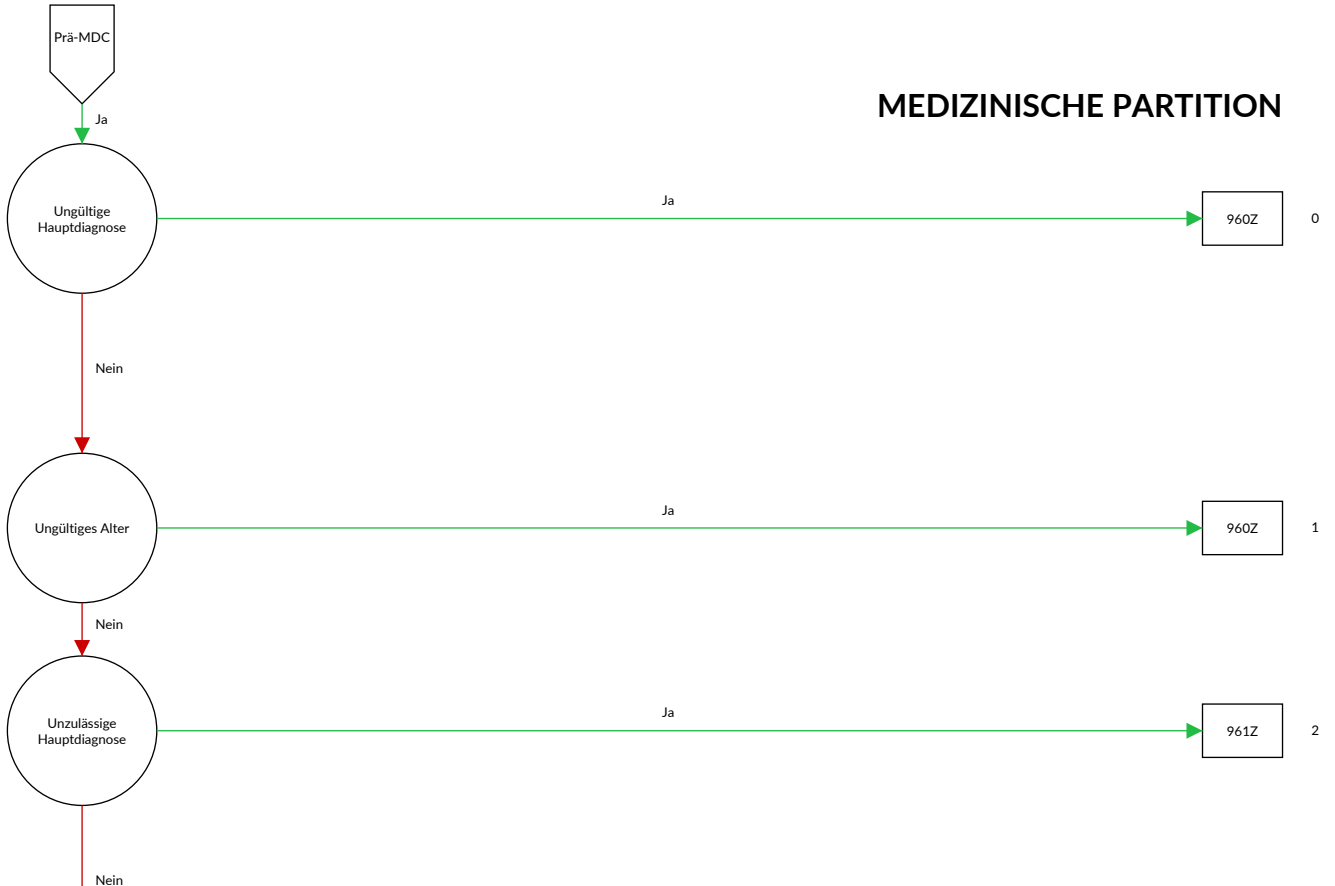 Prä-MDC
MEDIZINISCHE PARTITION
Ja
Ungültige
Hauptdiagnose
Ja
960Z
0
Nein
Ungültiges Alter
Ja
960Z
1
Nein
Unzulässige
Hauptdiagnose
Ja
961Z
2
Nein